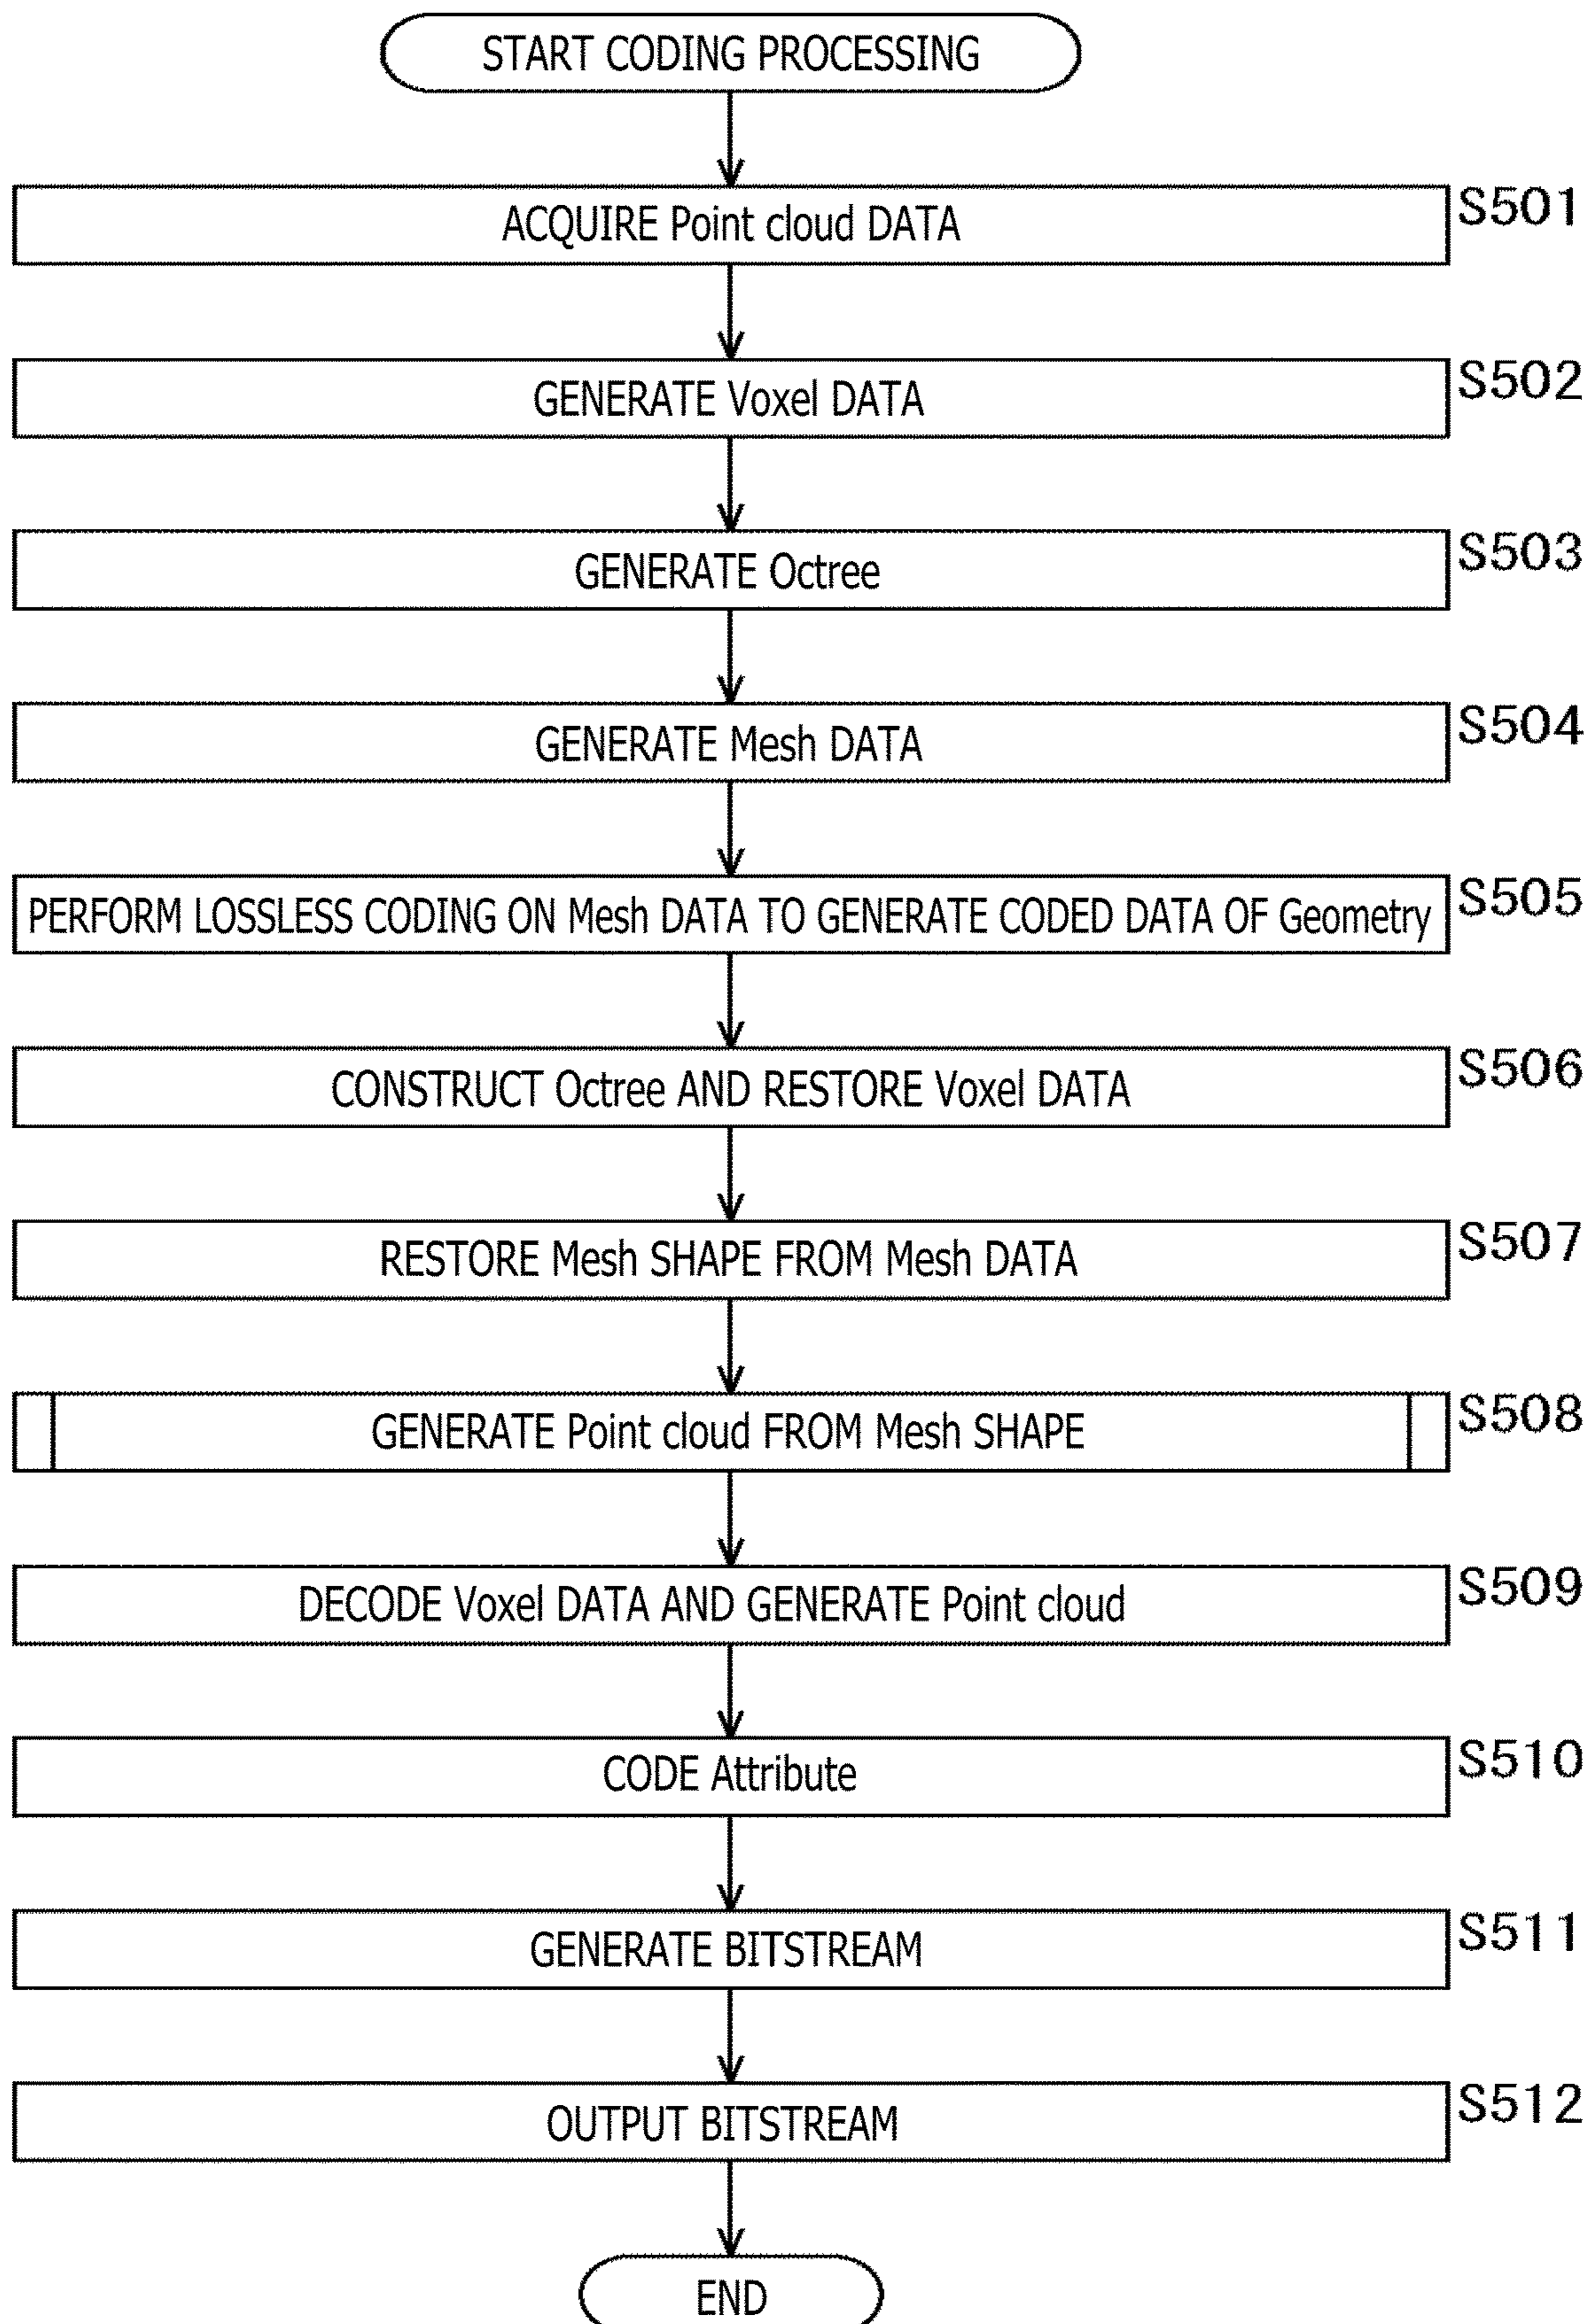 START CODING PROCESSING
ACQUIRE Point cloud DATA
S501
GENERATE Voxel DATA
S502
GENERATE Octree
S503
GENERATE Mesh DATA
S504
PERFORM LOSSLESS CODING ON Mesh DATA TO GENERATE CODED DATA OF Geometry
S505
CONSTRUCT Octree AND RESTORE Voxel DATA
S506
RESTORE Mesh SHAPE FROM Mesh DATA
S507
GENERATE Point cloud FROM Mesh SHAPE
S508
DECODE Voxel DATA AND GENERATE Point cloud
S509
CODE Attribute
S510
GENERATE BITSTREAM
S511
OUTPUT BITSTREAM
S512
END